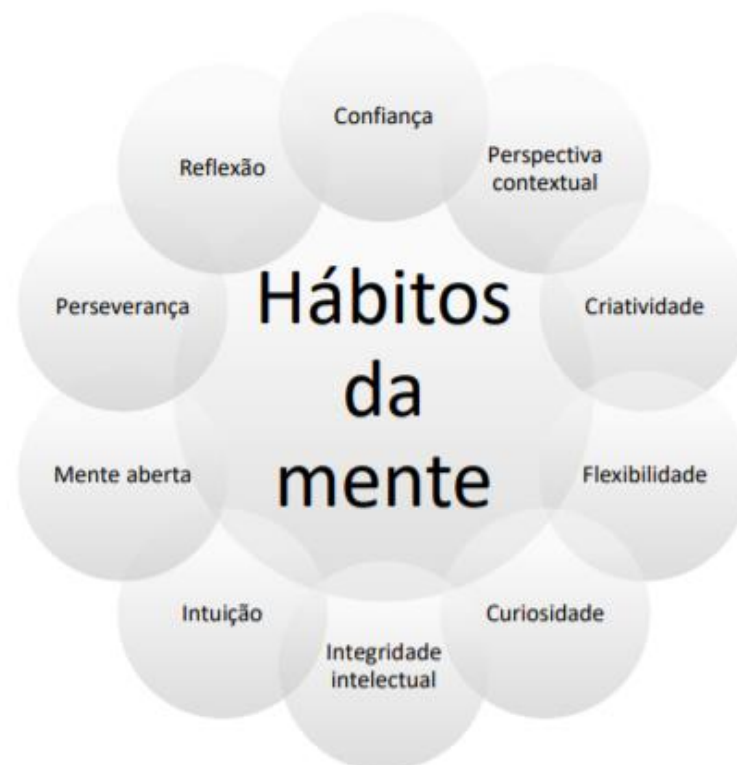 Confiança
Perspectiva
contextual
Criatividade
Flexibilidade
Curiosidade
Integridade
intelectual
Intuição
Mente aberta
Perseverança
Reflexão
Hábitos
da
mente